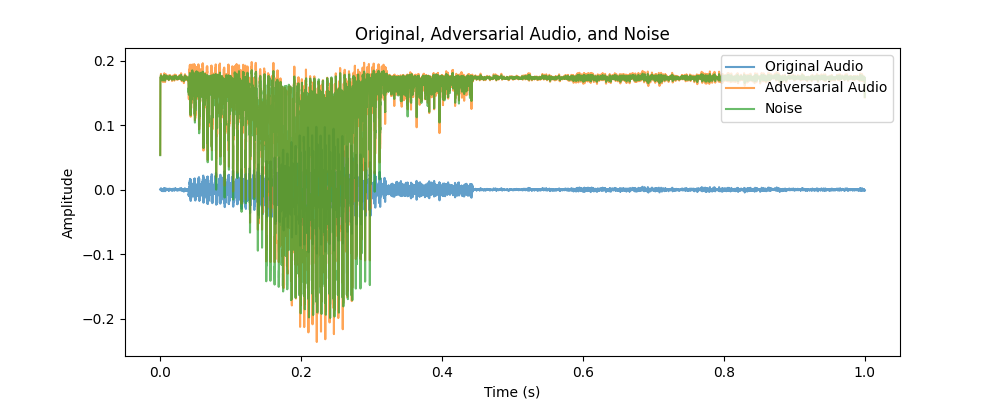 Original, Adversarial Audio, and Noise
Original Audio
Adversarial Audio
Noise
0.2
0.1
0.0
−0.1
−0.2
Amplitude
0.0 0.2 0.4 0.6 0.8 1.0
Time (s)